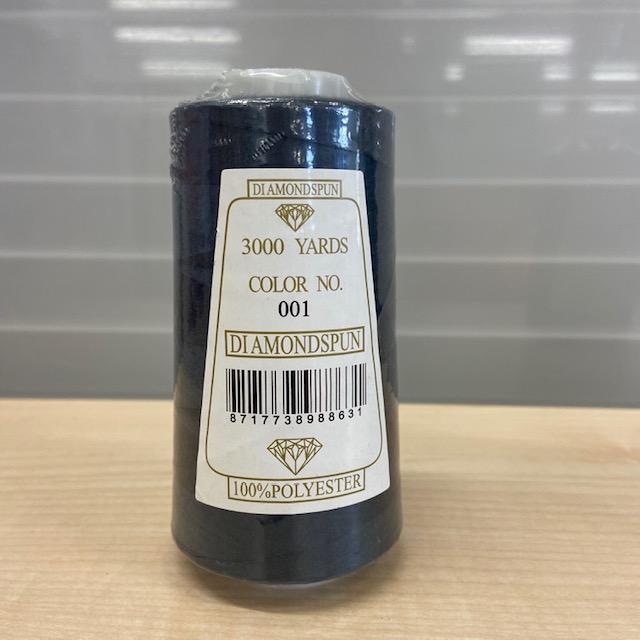 DIAMONDSPUN
3000 YARDS
COLOR NO.
001
DIAMONDSPUN
8717738988631
100%POLYESTER